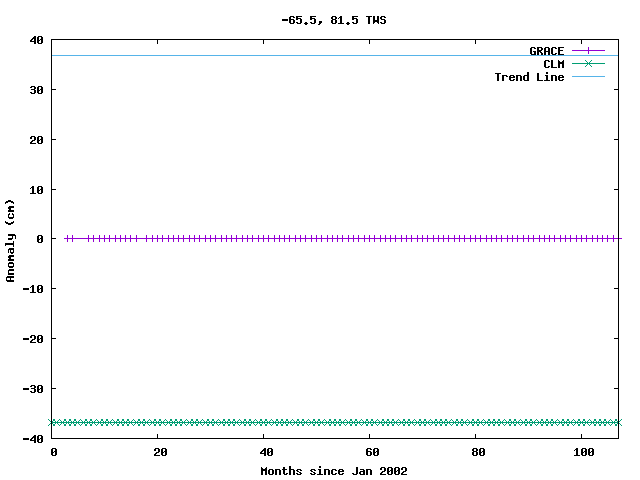 -65.5, 81.5 TWS
40
30
20
10
0
-10
-20
-30
-40
Anomaly (cm)
GRACE
CLM
Trend Line
0 20 40 60 80 100
Months since Jan 2002